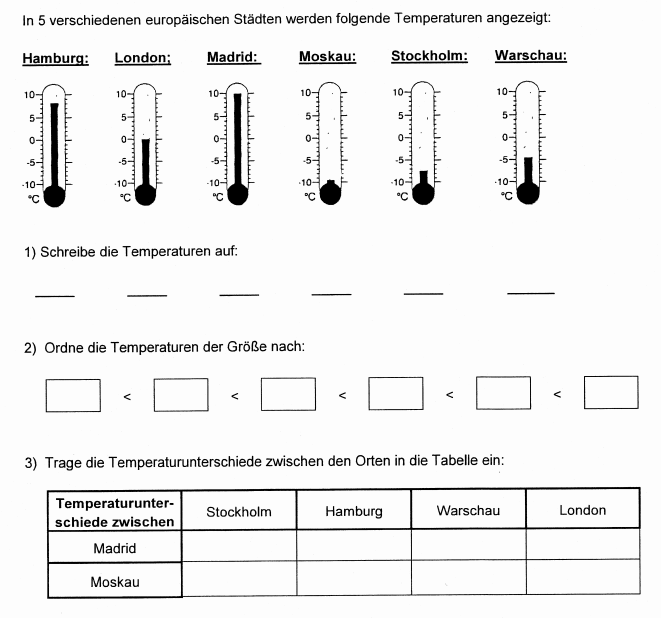 In 5 verschiedenen europäischen Städten werden folgende Temperaturen angezeigt:
Hamburg: London: Madrid: Moskau: Stockholm: Warschau:
10 10 10 10 10 10
5 5 5 5 5 5
0 0 0 0 0 0
-5 -5 -5 -5 -5 -5
-10 -10 -10 -10 -10 -10
°C °C °C °C °C °C
1) Schreibe die Temperaturen auf:
2) Ordne die Temperaturen der Größe nach:
< < < < <
3) Trage die Temperaturunterschiede zwischen den Orten in die Tabelle ein:
Temperaturunter-
schiede zwischen
Stockholm Hamburg Warschau London
Madrid
Moskau